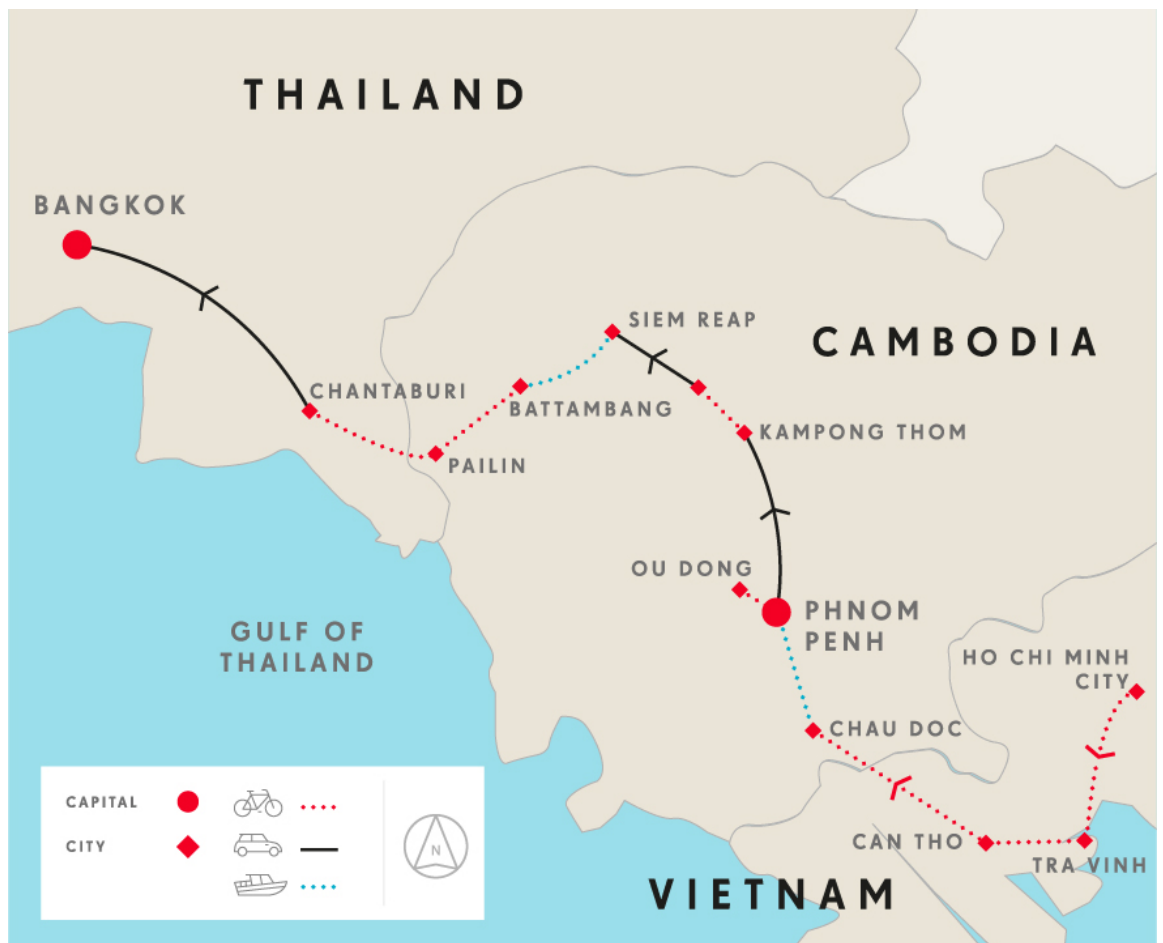 THAILAND
BANGKOK
SIEM REAP
CAMBODIA
CHANTABURI
BATTAMBANG
KAMPONG THOM
PAILIN
OU DONG
PHNOM
PENH
GULF OF
THAILAND
HO CHI MINH
CITY
CHAU DOC
CAN THO
TRA VINH
VIETNAM
CAPITAL
CITY
N